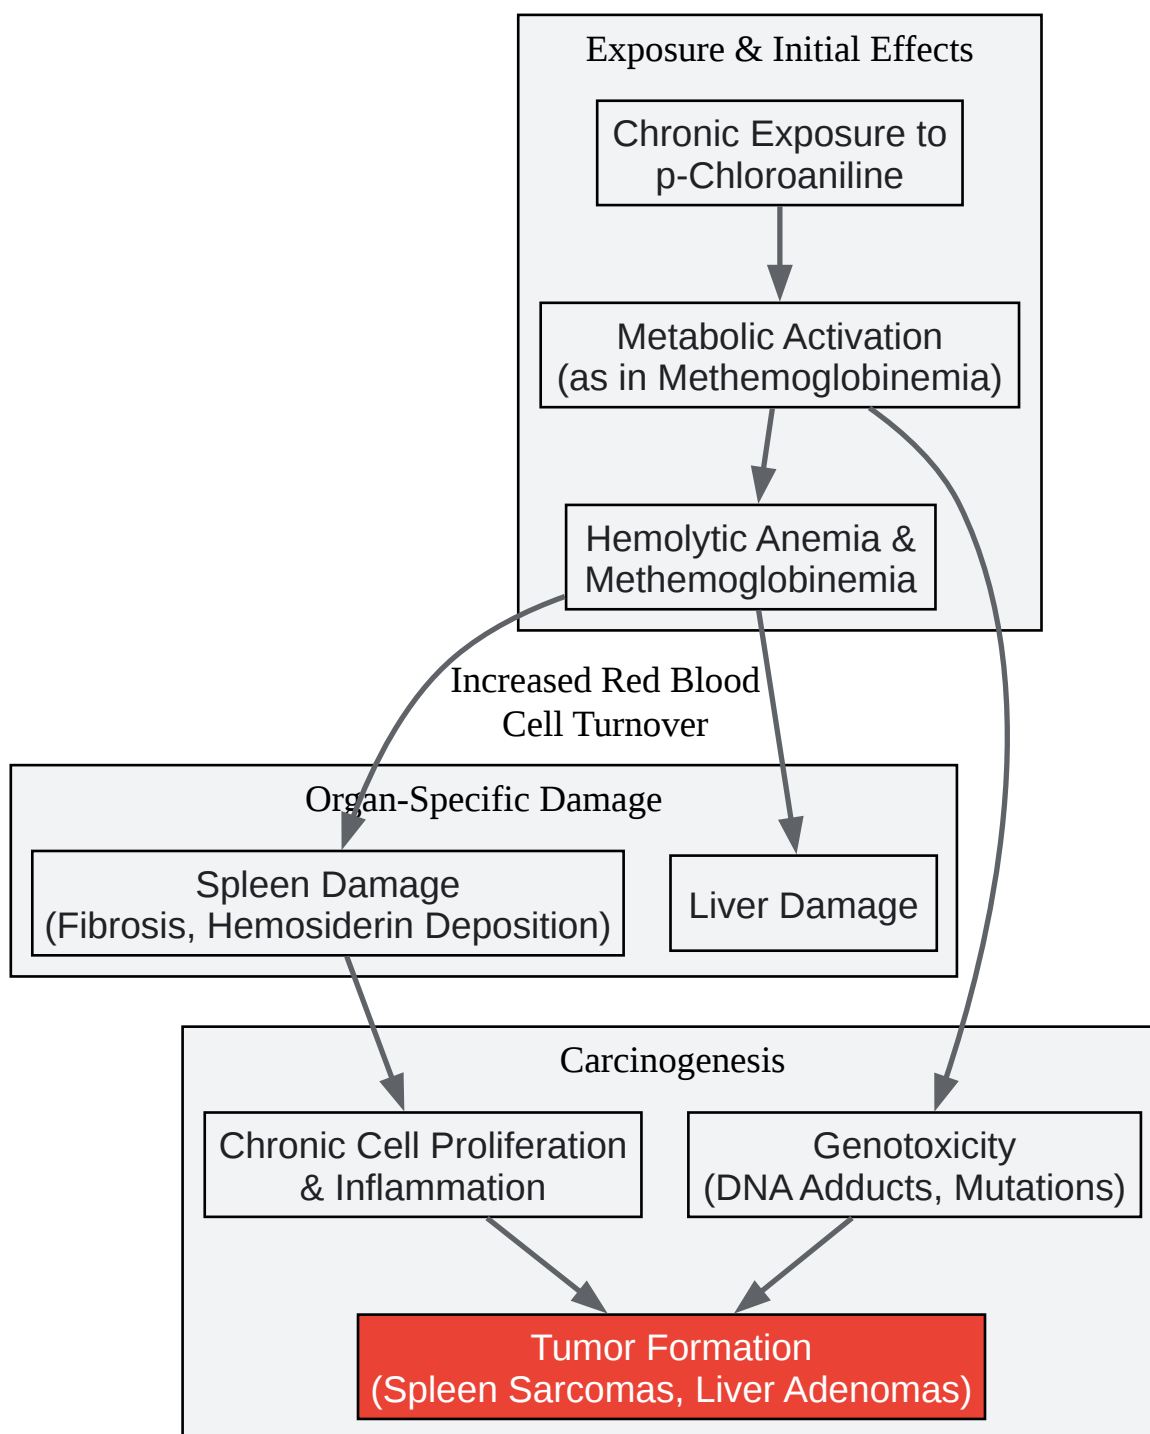 Exposure & Initial Effects
Chronic Exposure to
p-Chloroaniline
Metabolic Activation
(as in Methemoglobinemia)
Hemolytic Anemia &
Methemoglobinemia
Increased Red Blood
Cell Turnover
Organ-Specific Damage
Spleen Damage
(Fibrosis, Hemosiderin Deposition)
Liver Damage
Carcinogenesis
Chronic Cell Proliferation
& Inflammation
Genotoxicity
(DNA Adducts, Mutations)
Tumor Formation
(Spleen Sarcomas, Liver Adenomas)